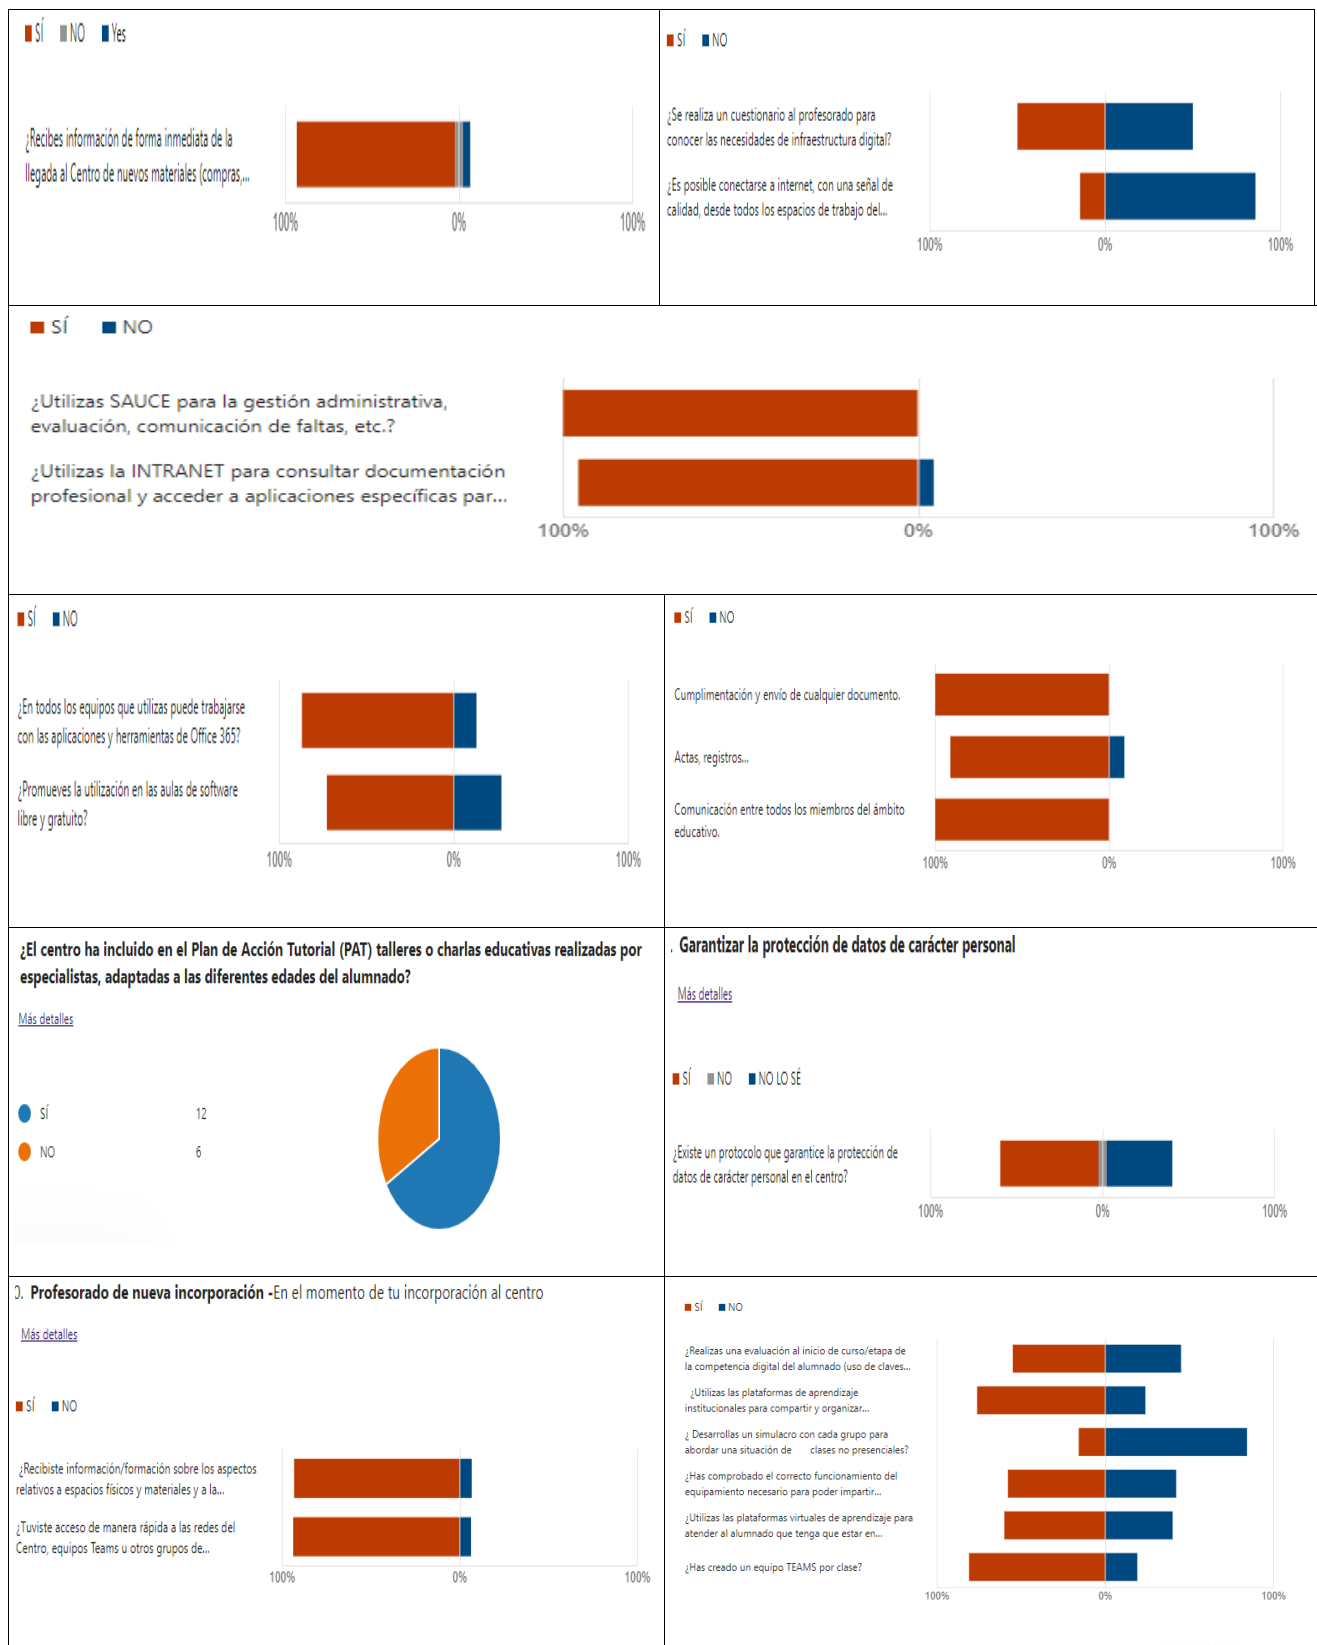 SÍ NO Yes
¿Recibes información de forma inmediata de la
llegada al Centro de nuevos materiales (compras,...
100% 0% 100%
SÍ NO
¿Se realiza un cuestionario al profesorado para
conocer las necesidades de infraestructura digital?
¿Es posible conectarse a internet, con una señal de
calidad, desde todos los espacios de trabajo del...
100% 0% 100%
SÍ NO
¿Utilizas SAUCE para la gestión administrativa,
evaluación, comunicación de faltas, etc.?
¿Utilizas la INTRANET para consultar documentación
profesional y acceder a aplicaciones específicas par...
100% 0% 100%
SÍ NO
¿En todos los equipos que utilizas puede trabajarse
con las aplicaciones y herramientas de Office 365?
¿Promueves la utilización en las aulas de software
libre y gratuito?
100% 0% 100%
SÍ NO
Cumplimentación y envío de cualquier documento.
Actas, registros...
Comunicación entre todos los miembros del ámbito
educativo.
100% 0% 100%
¿El centro ha incluido en el Plan de Acción Tutorial (PAT) talleres o charlas educativas realizadas por
especialistas, adaptadas a las diferentes edades del alumnado?
Más detalles
SÍ 12
NO 6
. Garantizar la protección de datos de carácter personal
Más detalles
SÍ NO NO LO SÉ
¿Existe un protocolo que garantice la protección de
datos de carácter personal en el centro?
100% 0% 100%
0. Profesorado de nueva incorporación -En el momento de tu incorporación al centro
Más detalles
SÍ NO
¿Recibiste información/formación sobre los aspectos
relativos a espacios físicos y materiales y a la...
¿Tuviste acceso de manera rápida a las redes del
Centro, equipos Teams u otros grupos de...
100% 0% 100%
SÍ NO
¿Realizas una evaluación al inicio de curso/etapa de
la competencia digital del alumnado (uso de claves...
¿Utilizas las plataformas de aprendizaje
institucionales para compartir y organizar...
¿ Desarrollas un simulacro con cada grupo para
abordar una situación de clases no presenciales?
¿Has comprobado el correcto funcionamiento del
equipamiento necesario para poder impartir...
¿Utilizas las plataformas virtuales de aprendizaje para
atender al alumnado que tenga que estar en...
¿Has creado un equipo TEAMS por clase?
100% 0% 100%